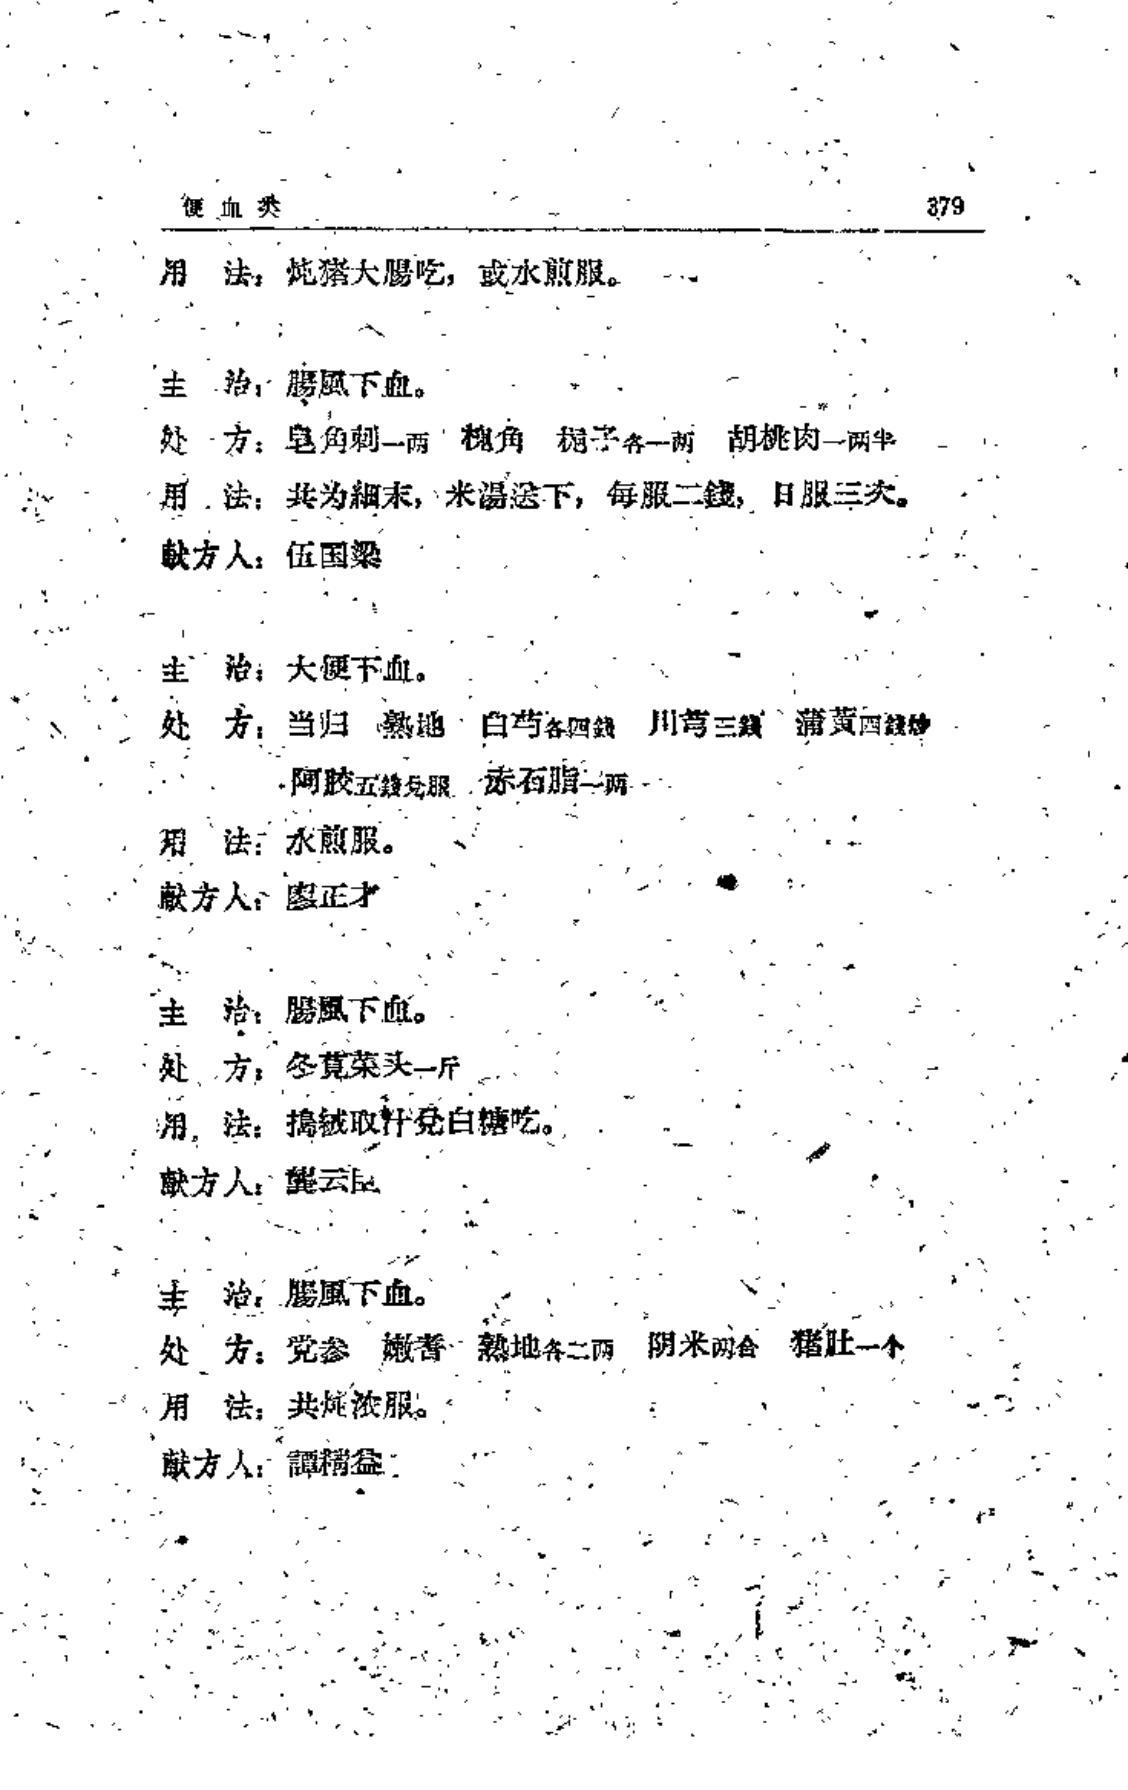 便血类 379
用　法：炖猪大腸吃，或水煎服。
主　治：腸風下血。
处　方：皂角刺一两　槐角　梔子各一两　胡桃肉一两半
用　法：共为細末，米湯送下，每服二錢，日服三次。
献方人：伍国梁
主　治：大便下血。
处　方：当归　熟地　白芍各四錢　川芎三錢　蒲黄四錢炒
阿胶五錢兑服　赤石脂一两
用　法：水煎服。
献方人：廖正才
主　治：腸風下血。
处　方：冬莧菜头一斤
用　法：搗絨取汁兑白糖吃。
献方人：龔云
主　治：腸風下血。
处　方：党参　嫩蓍　熟地各二两　阴米两合　猪肚一个
用　法：共炖浓服。
献方人：譚精益